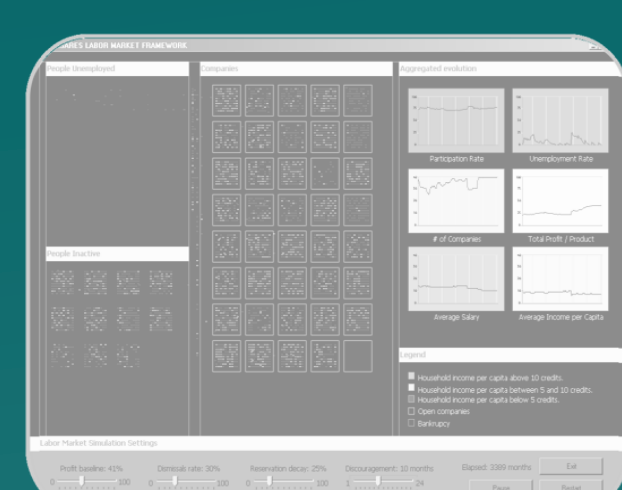 ARES LABOR MARKET FRAMEWORK
People Unemployed
Companies
Aggregated evolution
Participation Rate
Unemployment Rate
# of Companies
Total Profit / Product
People Inactive
Average Salary
Average Income per Capita
Legend
Household income per capita above 10 credits.
Household income per capita between 5 and 10 credits.
Household income per capita below 5 credits.
Open companies
Bankrupcy
Labor Market Simulation Settings
Profit baseline: 41%
Dismissals rate: 30%
Reservation decay: 25%
Discouragement: 10 months
Elapsed: 3389 months
Exit
0 100
0 100
0 100
1 24
Pause
Restart